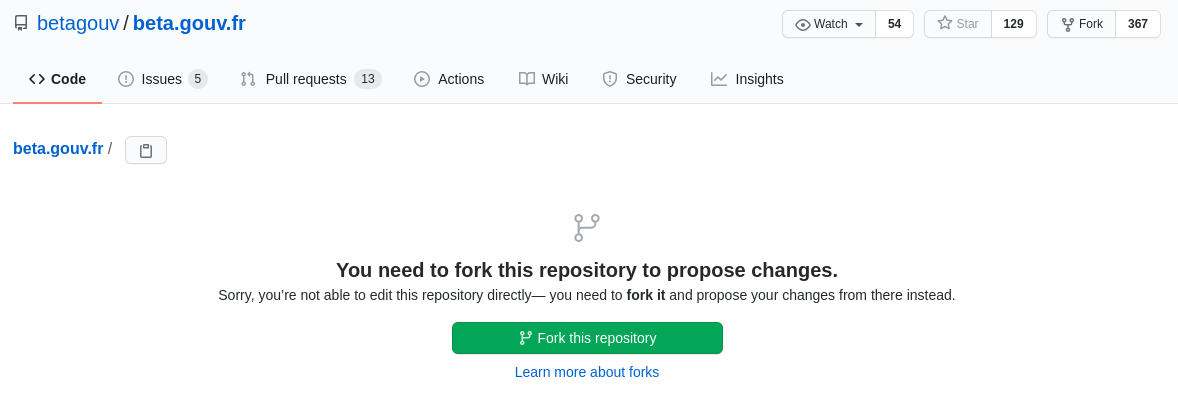 betagouv / beta.gouv.fr Watch 54 Star 129 Fork 367
Code Issues 5 Pull requests 13 Actions Wiki Security Insights
beta.gouv.fr /
You need to fork this repository to propose changes.
Sorry, you’re not able to edit this repository directly— you need to fork it and propose your changes from there instead.
Fork this repository
Learn more about forks